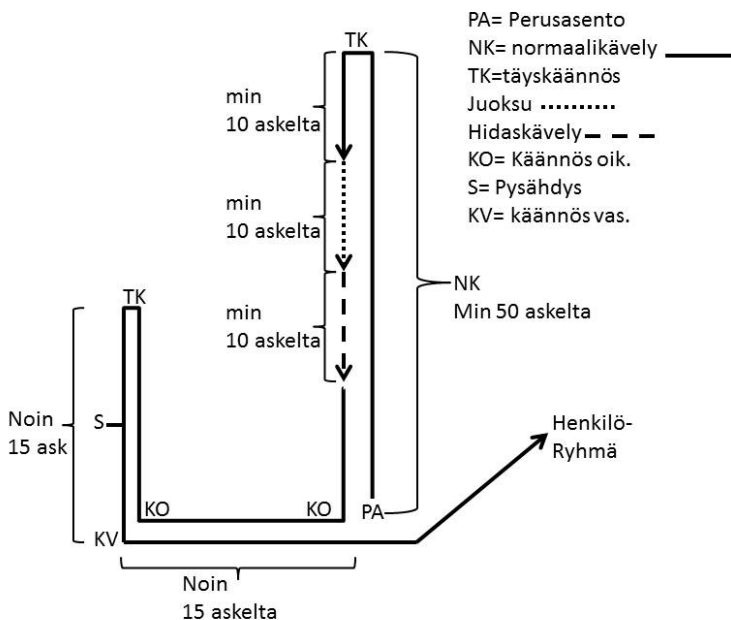 PA= Perusasento
NK= normaalikävely
TK=täyskäännös
Juoksu
Hidaskävely
KO= Käännös oik.
S= Pysähdys
KV= käännös vas.
TK
min
10 askelta
min
10 askelta
min
10 askelta
NK
Min 50 askelta
TK
Noin
15 ask
S
KO
KO
PA
KV
Henkilö-
Ryhmä
Noin
15 askelta